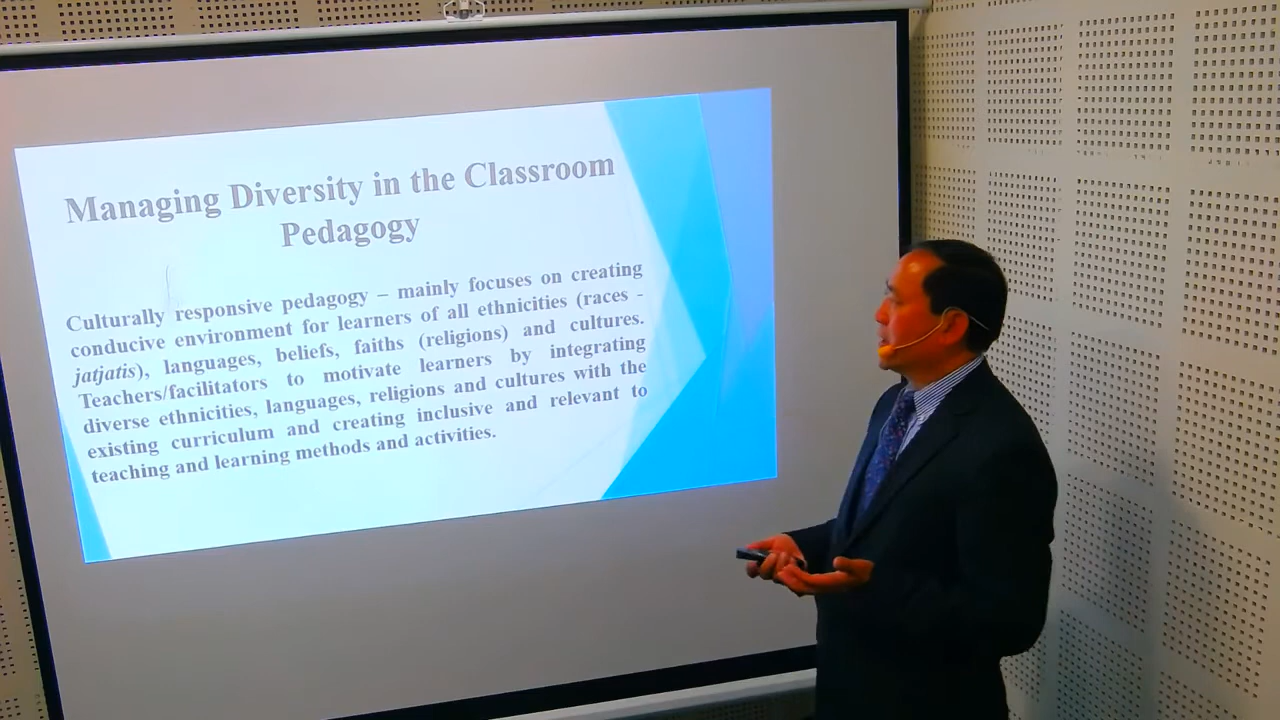 Managing Diversity in the Classroom
Pedagogy
Culturally responsive pedagogy – mainly focuses on creating
conducive environment for learners of all ethnicities (races -
jatjatis), languages, beliefs, faiths (religions) and cultures.
Teachers/facilitators to motivate learners by integrating
diverse ethnicities, languages, religions and cultures with the
existing curriculum and creating inclusive and relevant to
teaching and learning methods and activities.